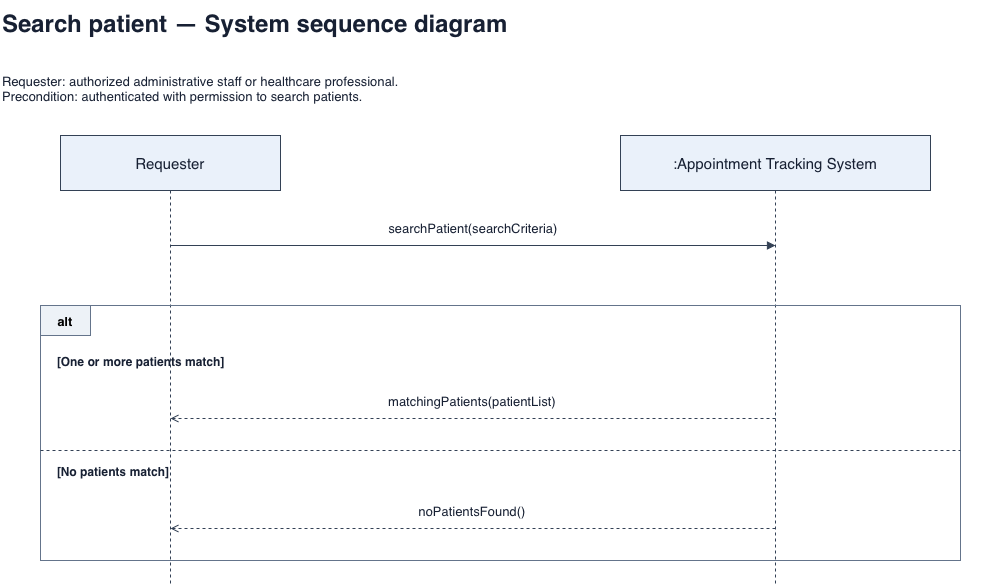 Search patient — System sequence diagram
Requester: authorized administrative staff or healthcare professional.
Precondition: authenticated with permission to search patients.
Requester
:Appointment Tracking System
searchPatient(searchCriteria)
alt
[One or more patients match]
matchingPatients(patientList)
[No patients match]
noPatientsFound()